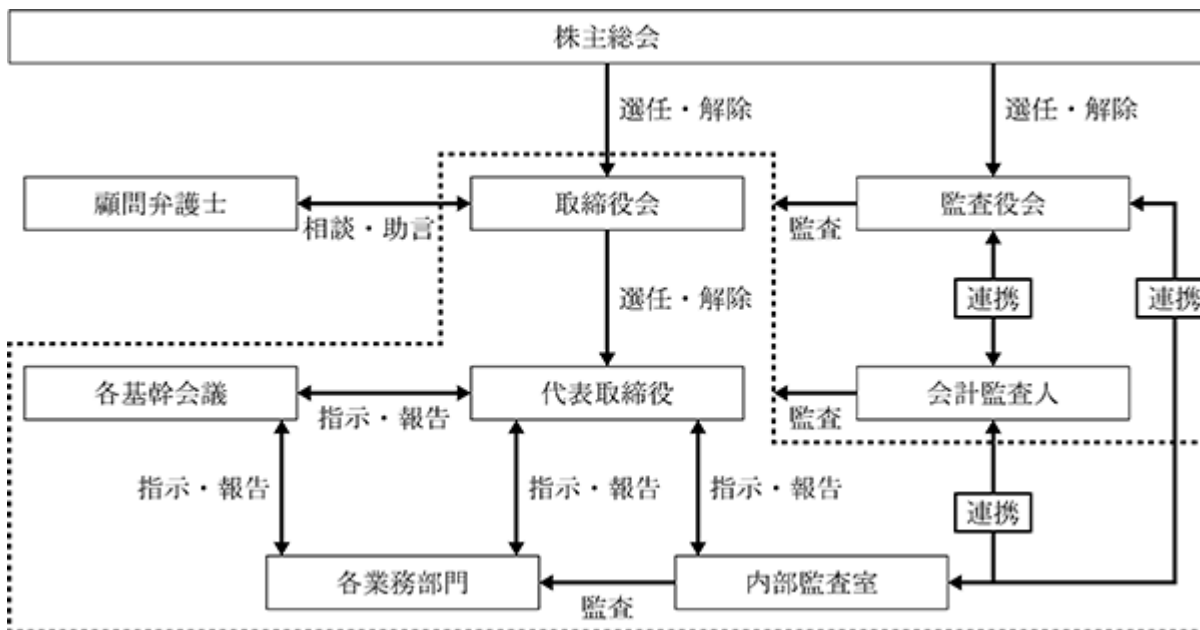 株主総会
選任・解除
選任・解除
顧問弁護士
相談・助言
取締役会
監査
監査役会
選任・解除
連携
連携
各基幹会議
指示・報告
代表取締役
監査
会計監査人
指示・報告
指示・報告
指示・報告
連携
各業務部門
監査
内部監査室